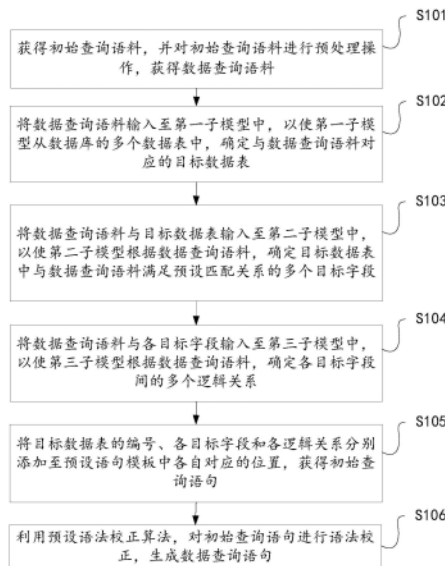 S101
获得初始查询语料，并对初始查询语料进行预处理操
作，获得数据查询语料
S102
将数据查询语料输入至第一子模型中，以使第一子模
型从数据库的多个数据表中，确定与数据查询语料对
应的目标数据表
S103
将数据查询语料与目标数据表输入至第二子模型中，
以使第二子模型根据数据查询语料，确定目标数据表
中与数据查询语料满足预设匹配关系的多个目标字段
S104
将数据查询语料与各目标字段输入至第三子模型中，
以使第三子模型根据数据查询语料，确定各目标字段
间的多个逻辑关系
S105
将目标数据表的编号、各目标字段和各逻辑关系分别
添加至预设语句模板中各自对应的位置，获得初始查
询语句
S106
利用预设语法校正算法，对初始查询语句进行语法校
正，生成数据查询语句